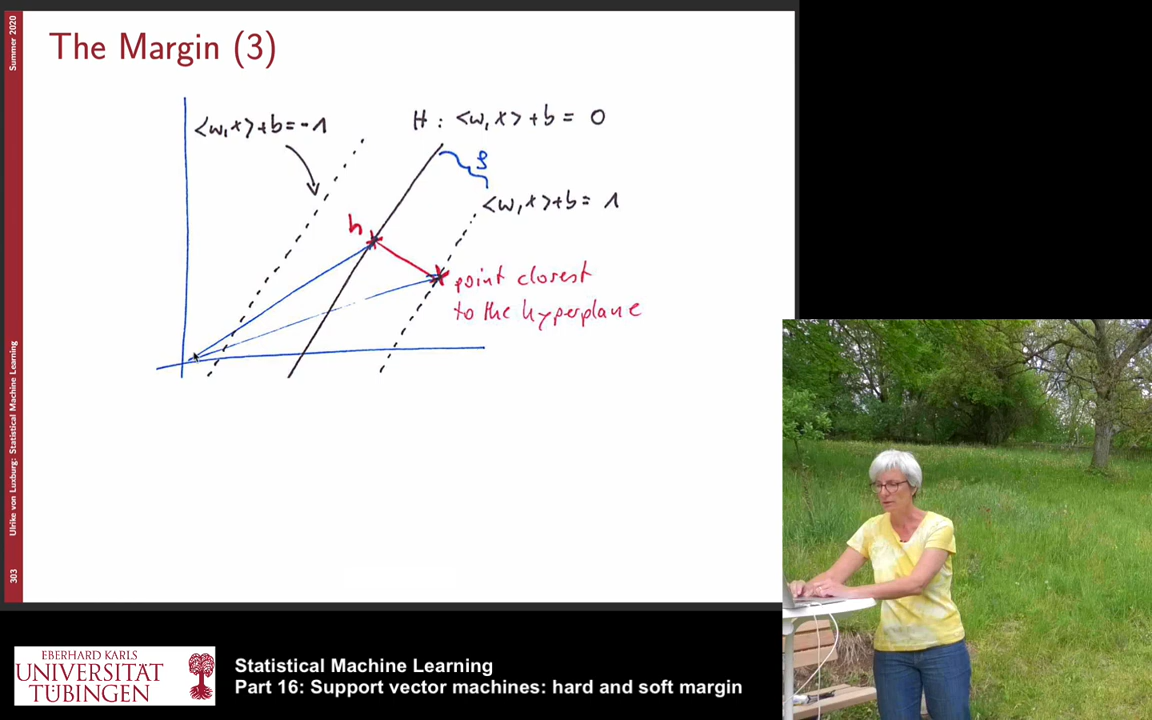 Summer 2020
The Margin (3)
<w,x>+b=-1
H : <w,x>+b= 0
ρ
<w,x>+b= 1
h
point closest
to the hyperplane
Ulrike von Luxburg: Statistical Machine Learning
303
EBERHARD KARLS
UNIVERSITÄT
TÜBINGEN
Statistical Machine Learning
Part 16: Support vector machines: hard and soft margin